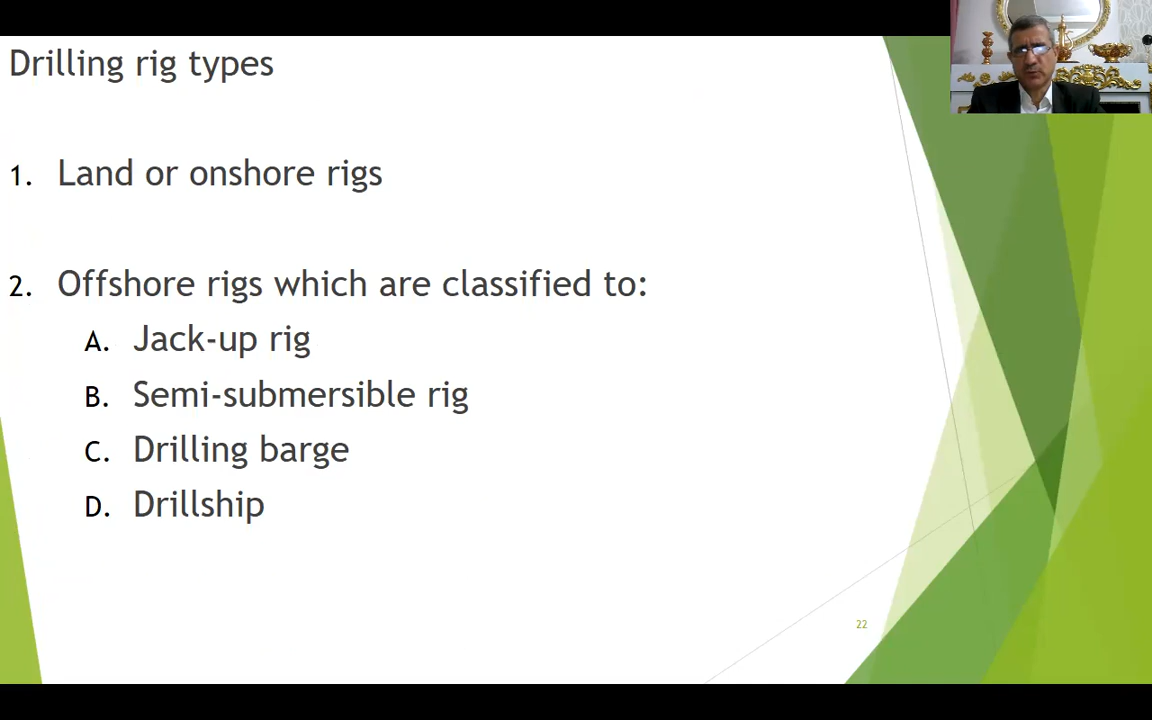 Drilling rig types
1. Land or onshore rigs
2. Offshore rigs which are classified to:
A. Jack-up rig
B. Semi-submersible rig
C. Drilling barge
D. Drillship
22